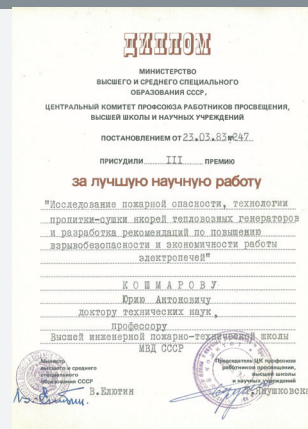 ДИПЛОМ
МИНИСТЕРСТВО
ВЫСШЕГО И СРЕДНЕГО СПЕЦИАЛЬНОГО
ОБРАЗОВАНИЯ СССР,
ЦЕНТРАЛЬНЫЙ КОМИТЕТ ПРОФСОЮЗА РАБОТНИКОВ ПРОСВЕЩЕНИЯ,
ВЫСШЕЙ ШКОЛЫ И НАУЧНЫХ УЧРЕЖДЕНИЙ
ПОСТАНОВЛЕНИЕМ ОТ 23.03.83 № 247
ПРИСУДИЛИ III ПРЕМИЮ
за лучшую научную работу
"Исследование пожарной опасности, технологии
пропитки-сушки якорей тепловозных генераторов
и разработка рекомендаций по повышению
взрывобезопасности и экономичности работы
электропечей"
КОШМАРОВУ
Юрию Антоновичу
доктору технических наук,
профессору
Высшей инженерной пожарно-технической школы
МВД СССР
Министр
высшего и среднего
специального
образования СССР
В.Елютин
Председатель ЦК профсоюза
работников просвещения,
высшей школы
и научных учреждений
Янушковска